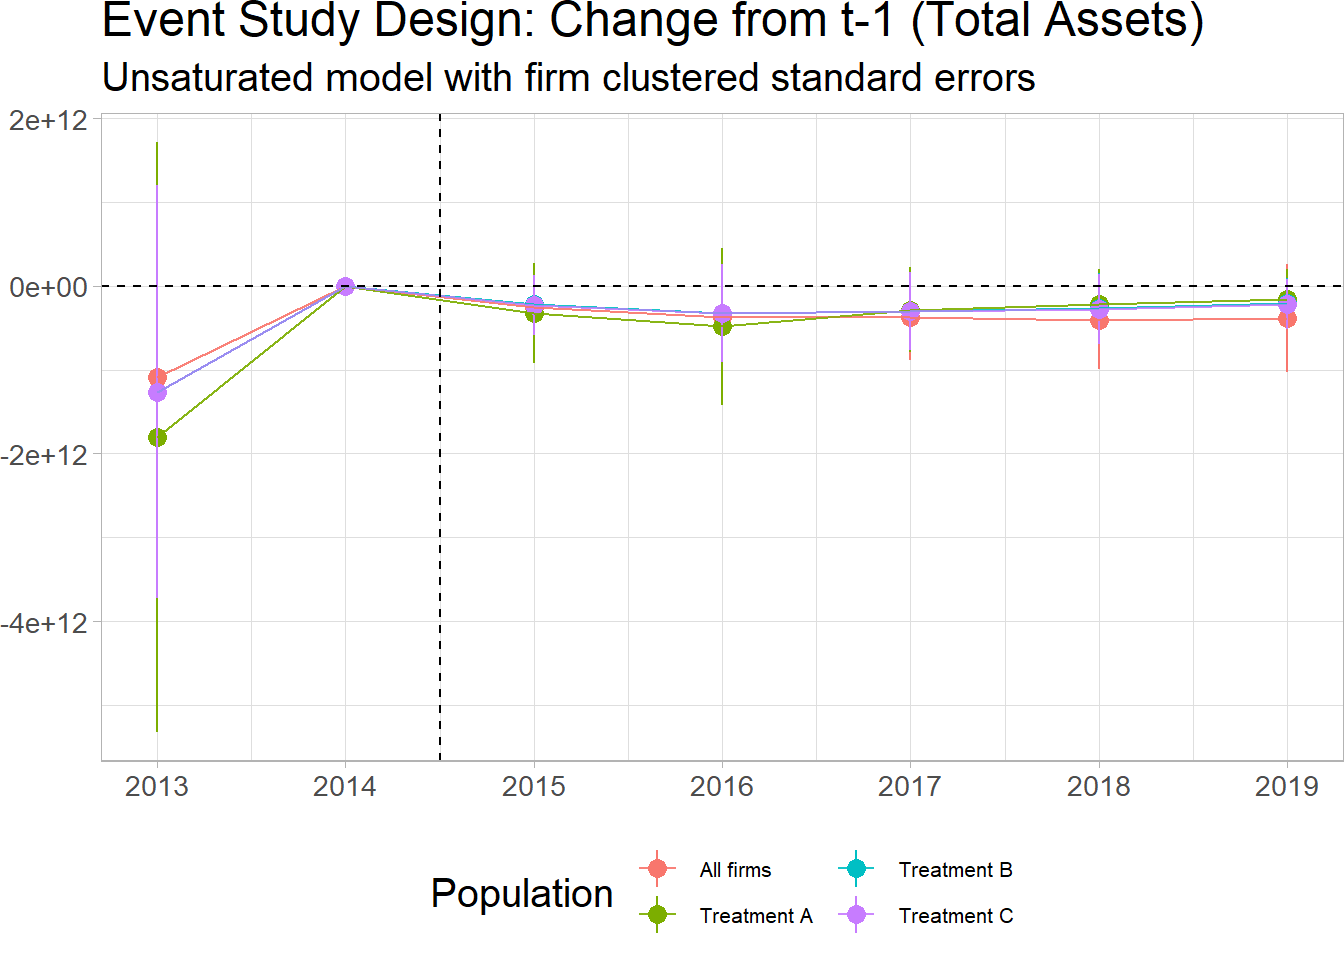 Event Study Design: Change from t-1 (Total Assets)
Unsaturated model with firm clustered standard errors
2e+12
0e+00
-2e+12
-4e+12
2013 2014 2015 2016 2017 2018 2019
Population
All firms
Treatment A
Treatment B
Treatment C